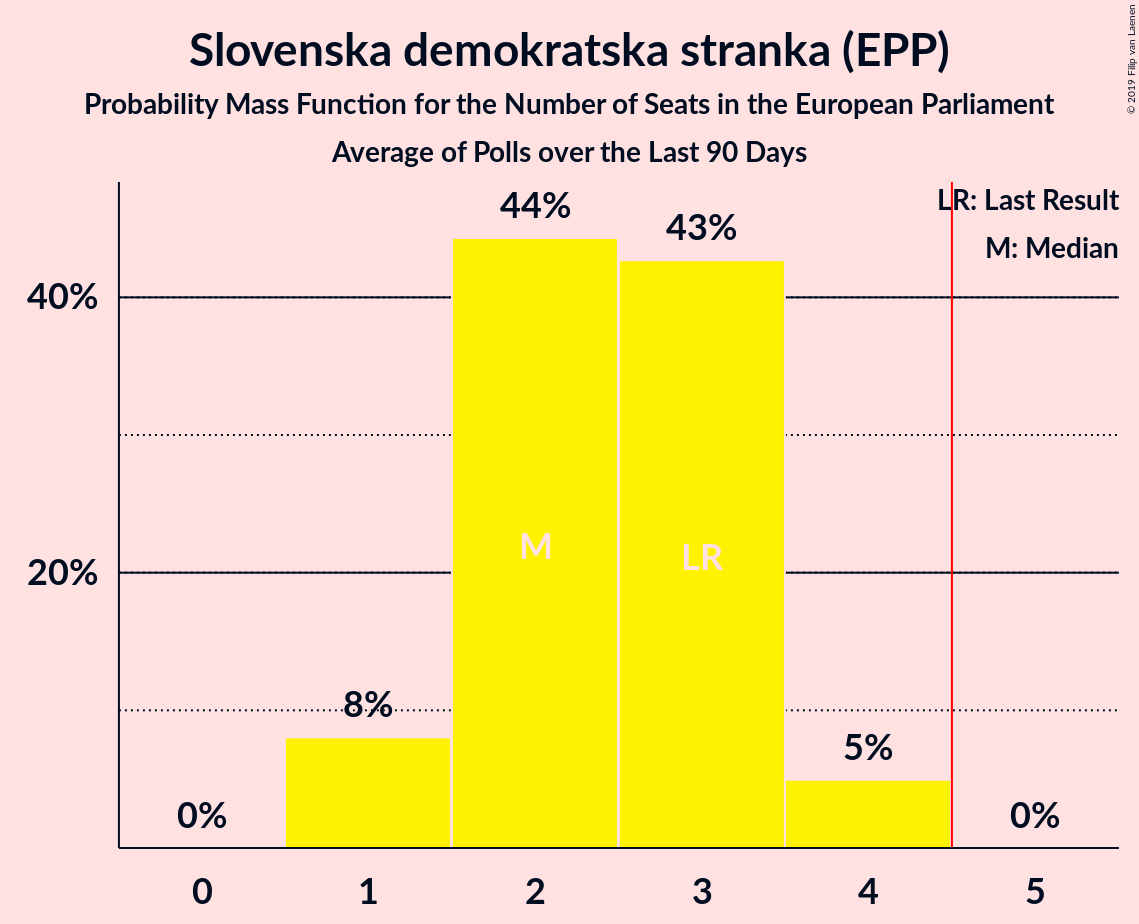 Slovenska demokratska stranka (EPP)
Probability Mass Function for the Number of Seats in the European Parliament
Average of Polls over the Last 90 Days
© 2019 Filip van Laenen
LR: Last Result
M: Median
44%
43%
40%
M
LR
20%
8%
5%
0%
0%
0 1 2 3 4 5